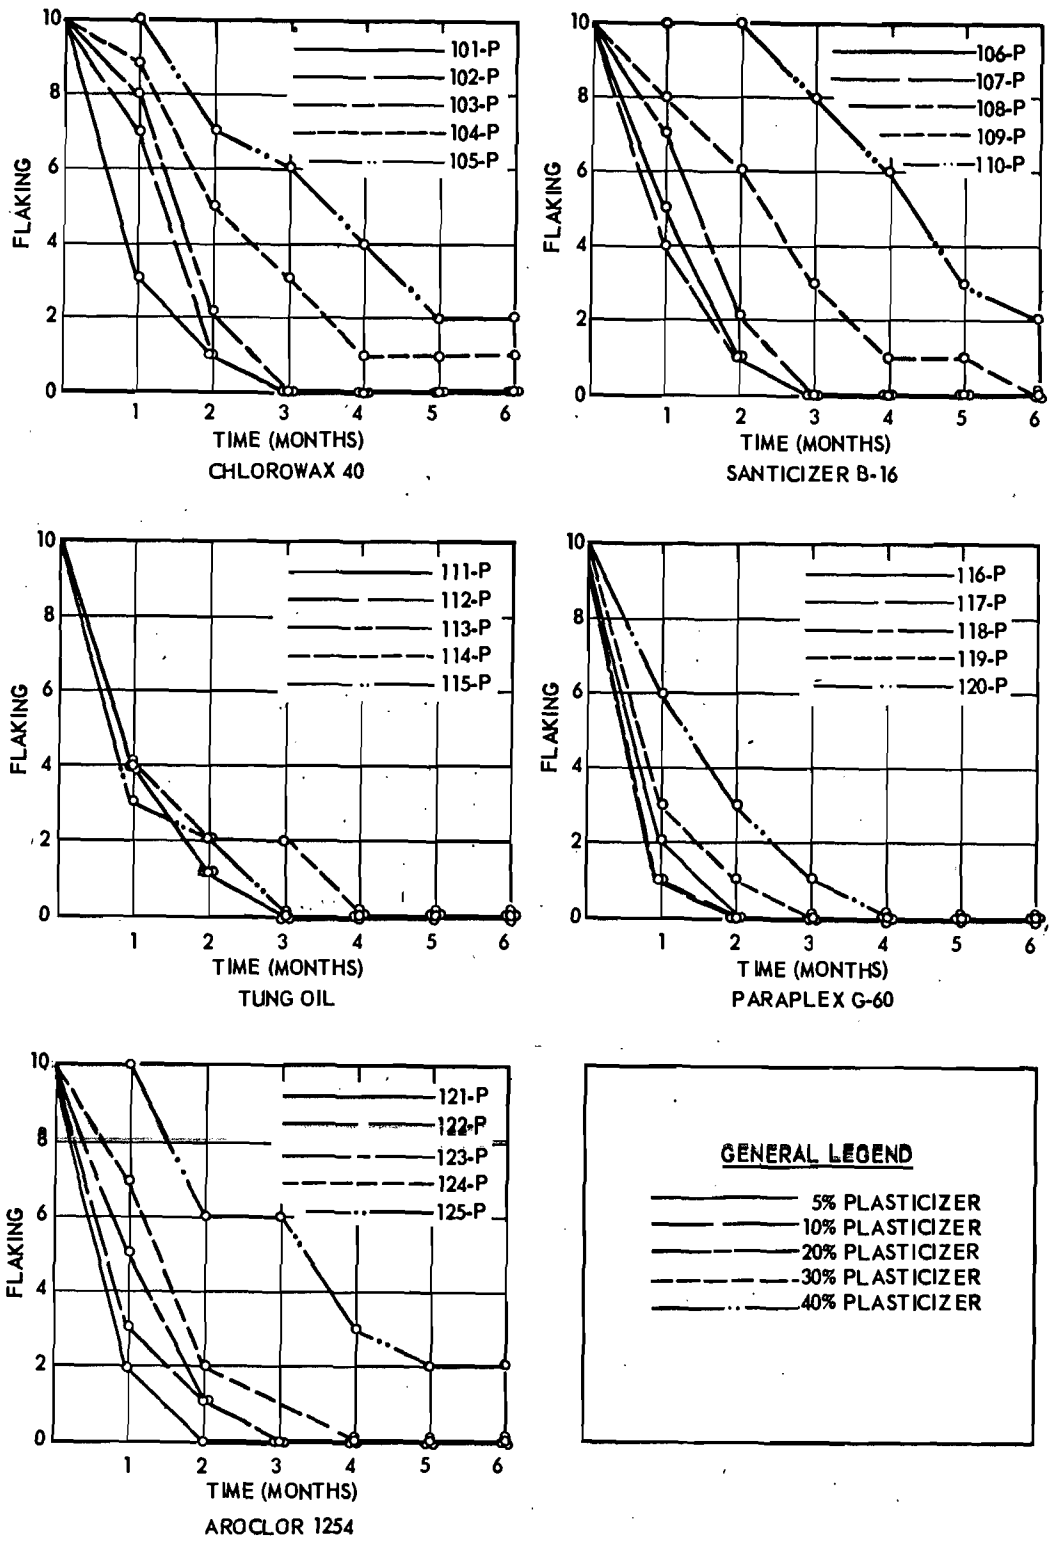 10
8
6
4
2
0
FLAKING
101-P
102-P
103-P
104-P
105-P
1 2 3 4 5 6
TIME (MONTHS)
CHLOROWAX 40
10
8
6
4
2
0
FLAKING
106-P
107-P
108-P
109-P
110-P
1 2 3 4 5 6
TIME (MONTHS)
SANTICIZER B-16
10
8
6
4
2
0
FLAKING
111-P
112-P
113-P
114-P
115-P
1 2 3 4 5 6
TIME (MONTHS)
TUNG OIL
10
8
6
4
2
0
FLAKING
116-P
117-P
118-P
119-P
120-P
1 2 3 4 5 6
TIME (MONTHS)
PARAPLEX G-60
10
8
6
4
2
0
FLAKING
121-P
122-P
123-P
124-P
125-P
1 2 3 4 5 6
TIME (MONTHS)
AROCLOR 1254
GENERAL LEGEND
5% PLASTICIZER
10% PLASTICIZER
20% PLASTICIZER
30% PLASTICIZER
40% PLASTICIZER